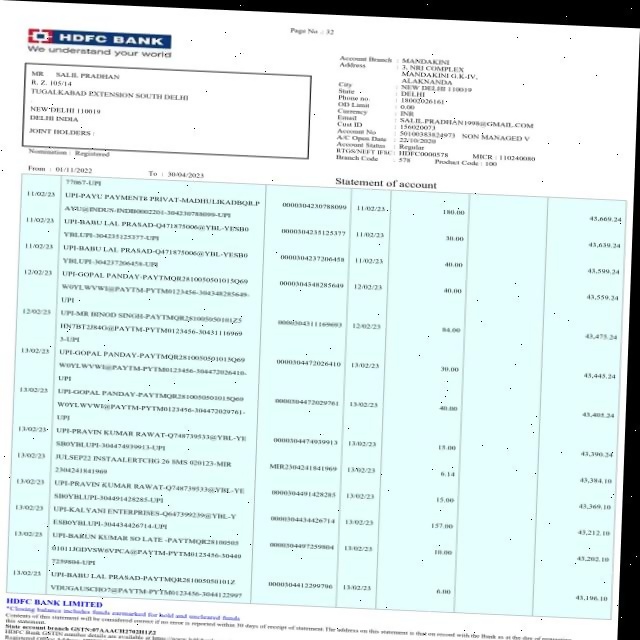 Page No .: 32
HDFC BANK
We understand your world
MR SALIL PRADHAN
R. Z. 105/14
TUGALKABAD EXTENSION SOUTH DELHI
NEW DELHI 110019
DELHI INDIA
JOINT HOLDERS :
Nomination : Registered
Account Branch : MANDAKINI
Address : 3, NRI COMPLEX
MANDAKINI G.K-IV,
ALAKNANDA
City : NEW DELHI 110019
State : DELHI
Phone no. : 18002026161
OD Limit : 0.00
Currency : INR
Email : SALIL.PRADHAN1998@GMAIL.COM
Cust ID : 156020073
Account No : 50100383824973 SON MANAGED V
A/C Open Date : 22/10/2020
Account Status : Regular
RTGS/NEFT IFSC : HDFC0000578 MICR : 110240080
Branch Code : 578 Product Code : 100
From : 01/11/2022 To : 30/04/2023
Statement of account
77067-UPI
11/02/23 UPI-PAYU PAYMENTS PRIVAT-MADHULIKADBQR.P 0000304230788099 11/02/23 180.00 43,669.24
AYU@INDUS-INDB0002201-304230788099-UPI
11/02/23 UPI-BABU LAL PRASAD-Q471875006@YBL-YESB0 0000304235125377 11/02/23 30.00 43,639.24
YBLUPI-304235125377-UPI
11/02/23 UPI-BABU LAL PRASAD-Q471875006@YBL-YESB0 0000304237206458 11/02/23 40.00 43,599.24
YBLUPI-304237206458-UPI
12/02/23 UPI-GOPAL PANDAY-PAYTMQR2810050501015Q69 0000304348285649 12/02/23 40.00 43,559.24
W0YLWVWI@PAYTM-PYTM0123456-304348285649-
UPI
12/02/23 UPI-MR BINOD SINGH-PAYTMQR2810050501 0000304311169693 12/02/23 84.00 43,475.24
@PAYTM-PYTM0123456-30431116969
3-UPI
13/02/23 UPI-GOPAL PANDAY-PAYTMQR2810050501015Q69 0000304472026410 13/02/23 30.00 43,445.24
W0YLWVWI@PAYTM-PYTM0123456-304472026410-
UPI
13/02/23 UPI-GOPAL PANDAY-PAYTMQR2810050501015Q69 0000304472029761 13/02/23 40.00 43,405.24
W0YLWVWI@PAYTM-PYTM0123456-304472029761-
UPI
13/02/23 UPI-PRAVIN KUMAR RAWAT-Q748739533@YBL-YE 0000304474939913 13/02/23 15.00 43,390.24
SB0YBLUPI-304474939913-UPI
13/02/23 JULSEP22 INSTAALERTCHG 26 SMS 020123-MIR MIR2304241841969 13/02/23 6.14 43,384.10
2304241841969
13/02/23 UPI-PRAVIN KUMAR RAWAT-Q748739533@YBL-YE 0000304491428285 13/02/23 15.00 43,369.10
SB0YBLUPI-304491428285-UPI
13/02/23 UPI-KALYANI ENTERPRISES-Q647399239@YBL-Y 0000304434426714 13/02/23 157.00 43,212.10
ESB0YBLUPI-304434426714-UPI
13/02/23 UPI-BARUN KUMAR SO LATE -PAYTMQR28100505 0000304497259804 13/02/23 10.00 43,202.10
01011JGDVSW6VPCA@PAYTM-PYTM0123456-30449
7259804-UPI
13/02/23 UPI-BABU LAL PRASAD-PAYTMQR2810050501012 0000304412299796 13/02/23 6.00 43,196.10
VDUGAUSCHO7@PAYTM-PYTM0123456-3044122997
HDFC BANK LIMITED
*Closing balance includes funds earmarked for hold and uncleared funds
Contents of this statement will be considered correct if no error is reported within 30 days of receipt of statement.The address on this statement is that on record with the Bank as at the day of requesting
this statement.
State account branch GSTN:07AAACH2702H1Z2
HDFC Bank GSTIN number details are available at https://www.hdfcbank
Registered Office